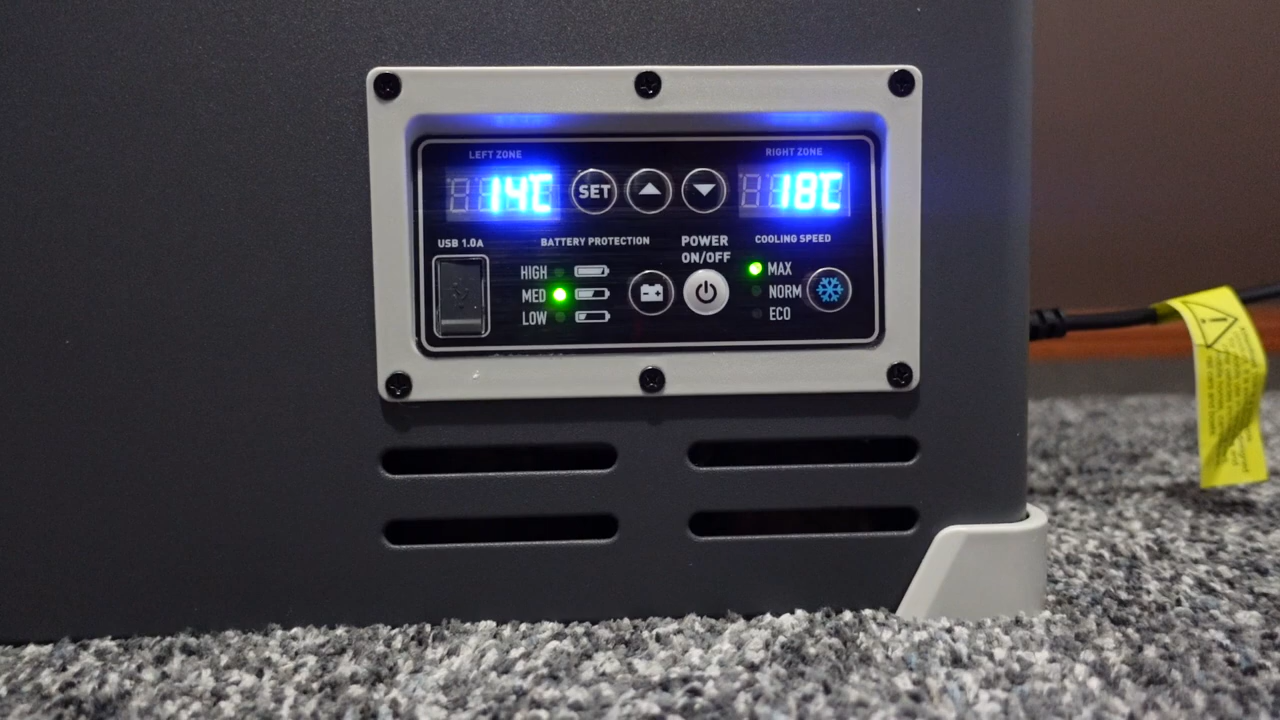 LEFT ZONE
RIGHT ZONE
14C
SET
18C
USB 1.0A
BATTERY PROTECTION
POWER
ON/OFF
COOLING SPEED
HIGH
MED
LOW
MAX
NORM
ECO